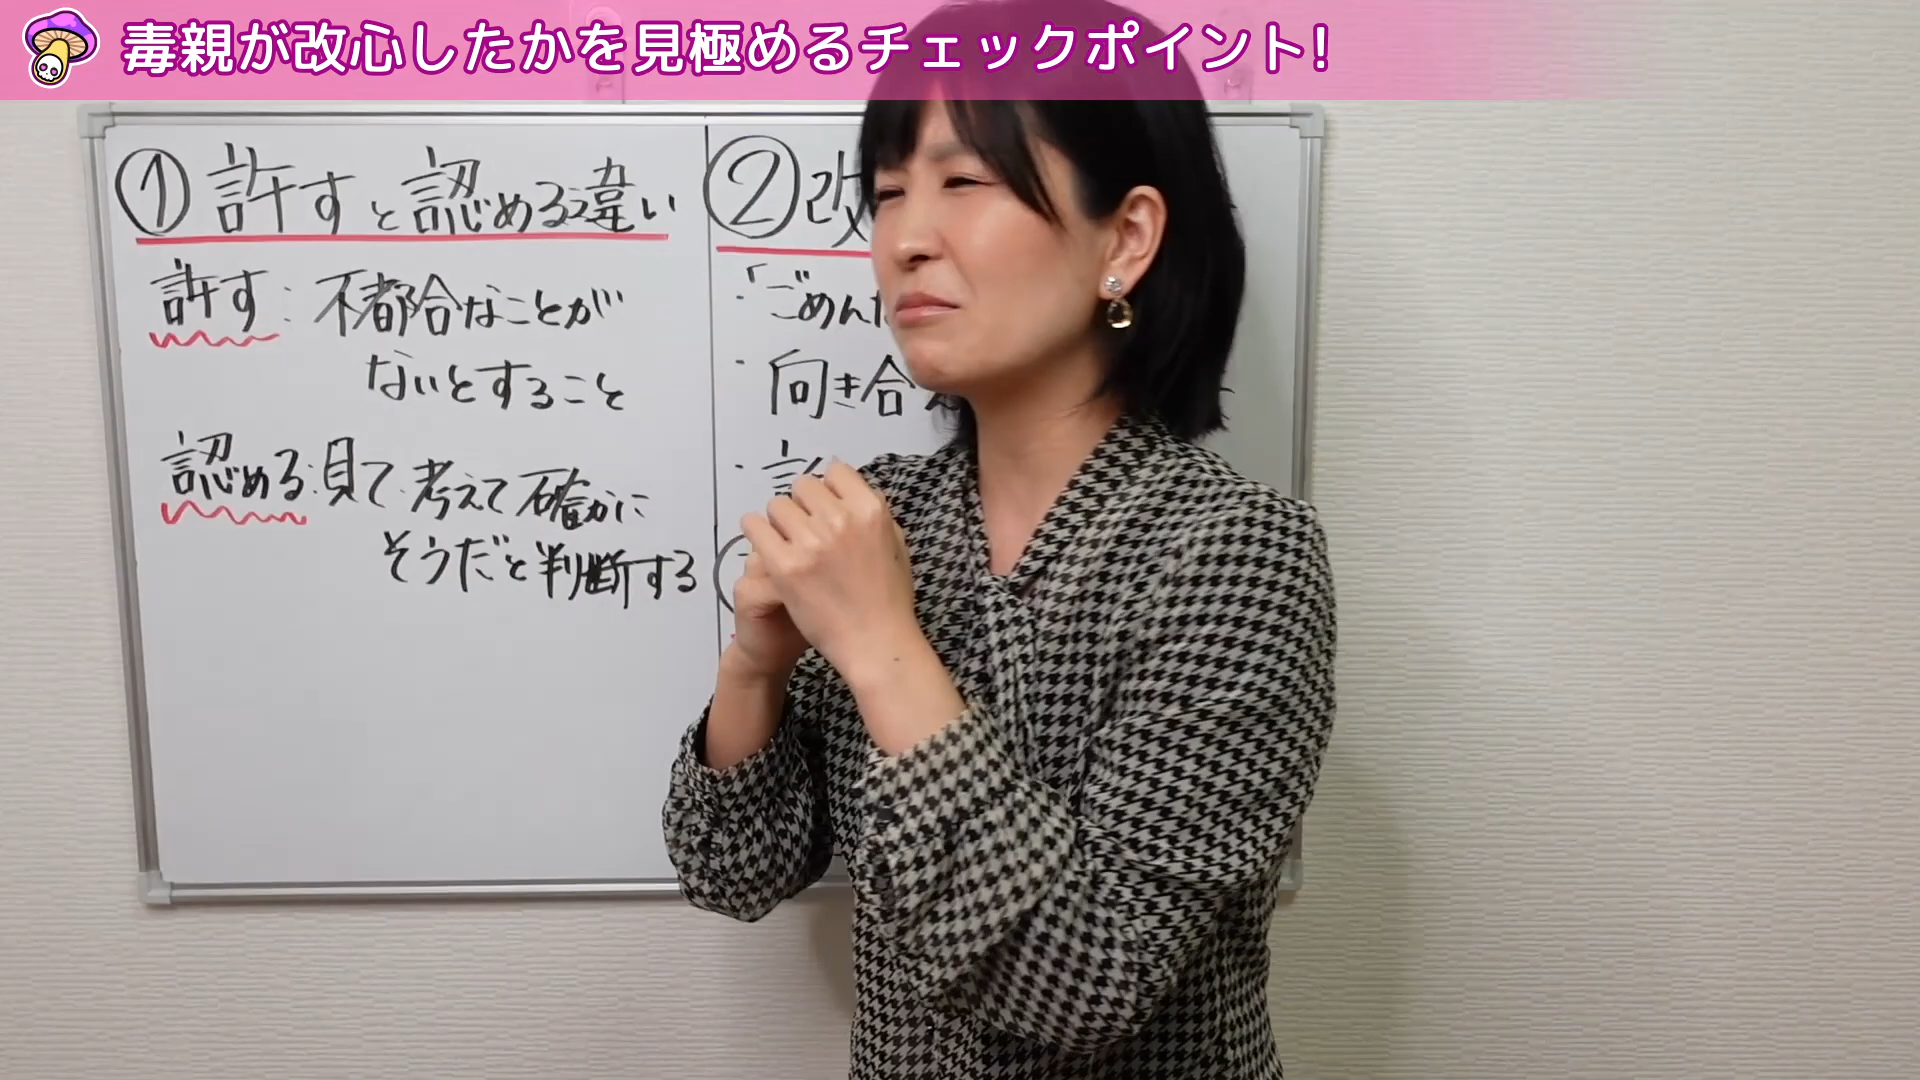 毒親が改心したかを見極めるチェックポイント!
① 許すと認める違い
許す: 不都合なことが
ないとすること
認める: 見て、考えて確かに
そうだと判断する
② 改
・「ごめん
・向き合